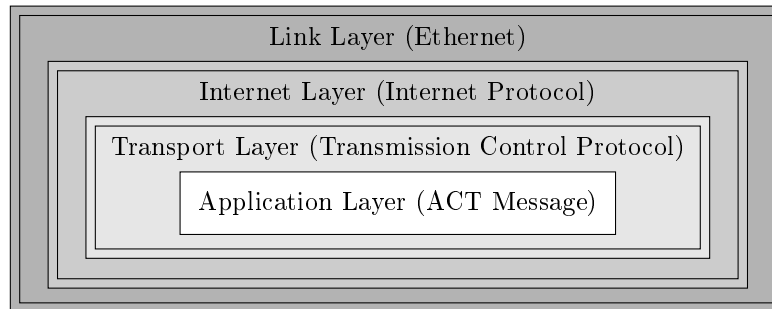 Link Layer (Ethernet)
Internet Layer (Internet Protocol)
Transport Layer (Transmission Control Protocol)
Application Layer (ACT Message)